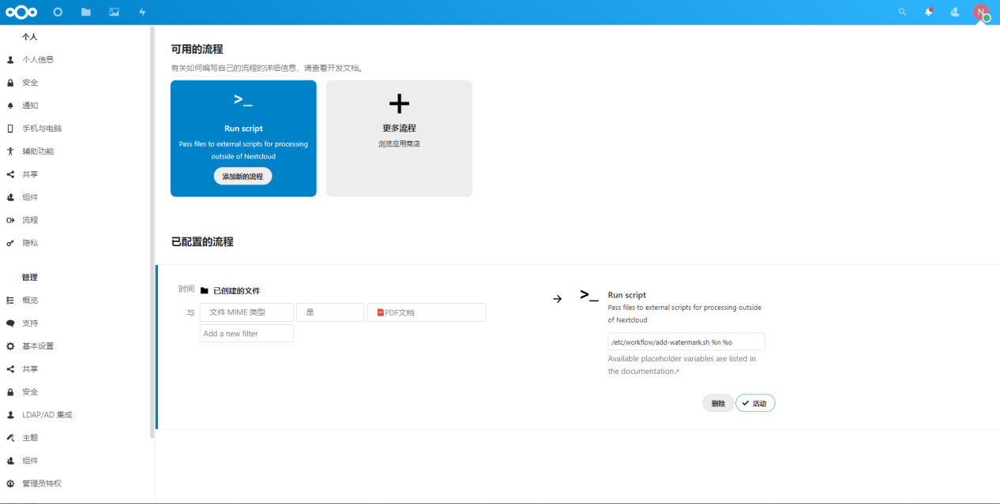 N
个人
个人信息
安全
通知
手机与电脑
辅助功能
共享
组件
流程
隐私
管理
概览
支持
基本设置
共享
安全
LDAP/AD 集成
主题
组件
管理员特权
可用的流程
有关如何编写自己的流程的详细信息，请查看开发文档。
>_
Run script
Pass files to external scripts for processing
outside of Nextcloud
添加新的流程
更多流程
浏览应用商店
已配置的流程
时间 已创建的文件
与 文件 MIME 类型 是 PDF文档
Add a new filter
>_ Run script
Pass files to external scripts for processing outside
of Nextcloud
/etc/workflow/add-watermark.sh %n %o
Available placeholder variables are listed in
the documentation↗
删除 活动